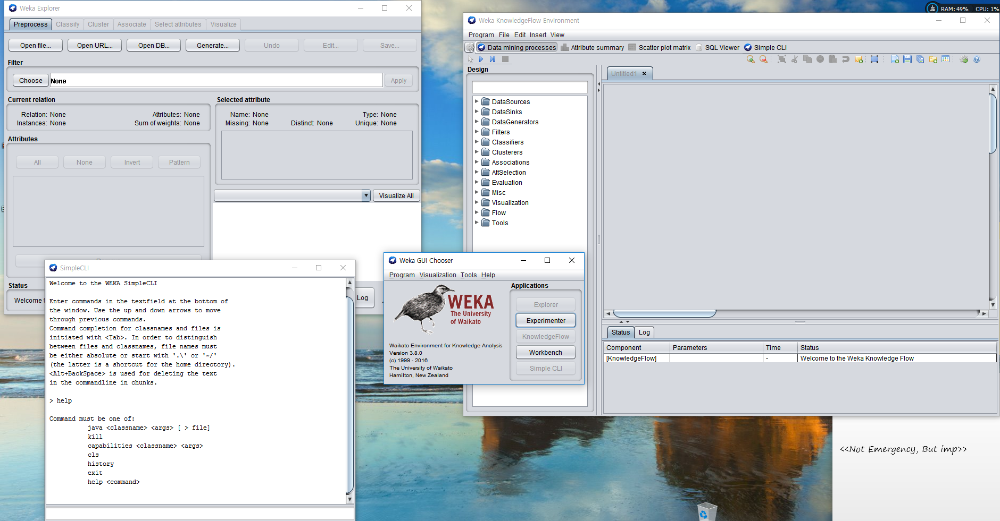 Weka Explorer
Preprocess Classify Cluster Associate Select attributes Visualize
Open file... Open URL... Open DB... Generate... Undo Edit... Save...
Filter
Choose None Apply
Current relation
Relation: None Attributes: None
Instances: None Sum of weights: None
Selected attribute
Name: None Type: None
Missing: None Distinct: None Unique: None
Attributes
All None Invert Pattern
Visualize All
Status
Welcome
Log
SimpleCLI
Welcome to the WEKA SimpleCLI
Enter commands in the textfield at the bottom of
the window. Use the up and down arrows to move
through previous commands.
Command completion for classnames and files is
initiated with <Tab>. In order to distinguish
between files and classnames, file names must
be either absolute or start with '.\' or '~/'
(the latter is a shortcut for the home directory).
<Alt+BackSpace> is used for deleting the text
in the commandline in chunks.
> help
Command must be one of:
java <classname> <args> [ > file]
kill
capabilities <classname> <args>
cls
history
exit
help <command>
Weka GUI Chooser
Program Visualization Tools Help
WEKA
The University
of Waikato
Waikato Environment for Knowledge Analysis
Version 3.8.0
(c) 1999 - 2016
The University of Waikato
Hamilton, New Zealand
Applications
Explorer
Experimenter
KnowledgeFlow
Workbench
Simple CLI
RAM: 49% CPU: 1%
Weka KnowledgeFlow Environment
Program File Edit Insert View
Data mining processes Attribute summary Scatter plot matrix SQL Viewer Simple CLI
Design
Untitled1
DataSources
DataSinks
DataGenerators
Filters
Classifiers
Clusterers
Associations
AttSelection
Evaluation
Misc
Visualization
Flow
Tools
Status Log
Component Parameters Time Status
[KnowledgeFlow] - Welcome to the Weka Knowledge Flow
<<Not Emergency, But imp>>